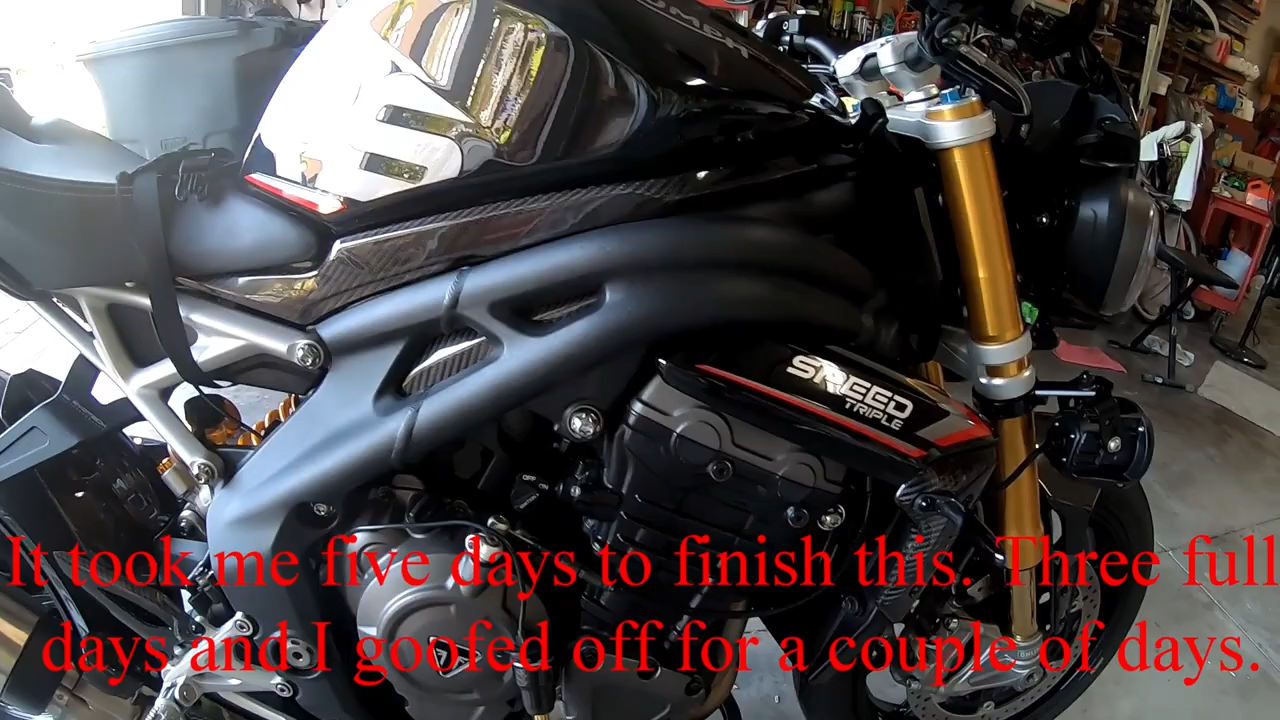 SPEED
TRIPLE
OFF
It took me five days to finish this. Three full
days and I goofed off for a couple of days.